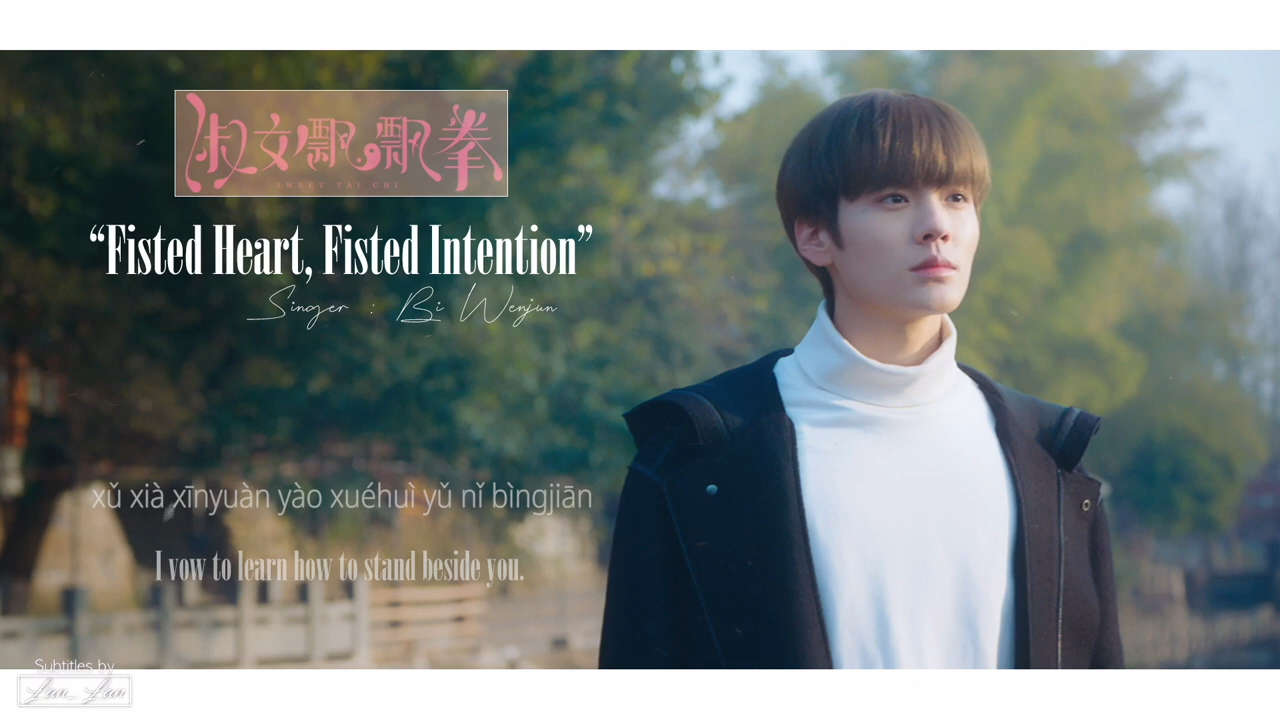 淑女飘飘拳
SWEET TAI CHI
“Fisted Heart, Fisted Intention”
Singer : Bi Wenjun
xǔ xià xīnyuàn yào xuéhuì yǔ nǐ bìngjiān
I vow to learn how to stand beside you.
Subtitles by
Lan_Lan